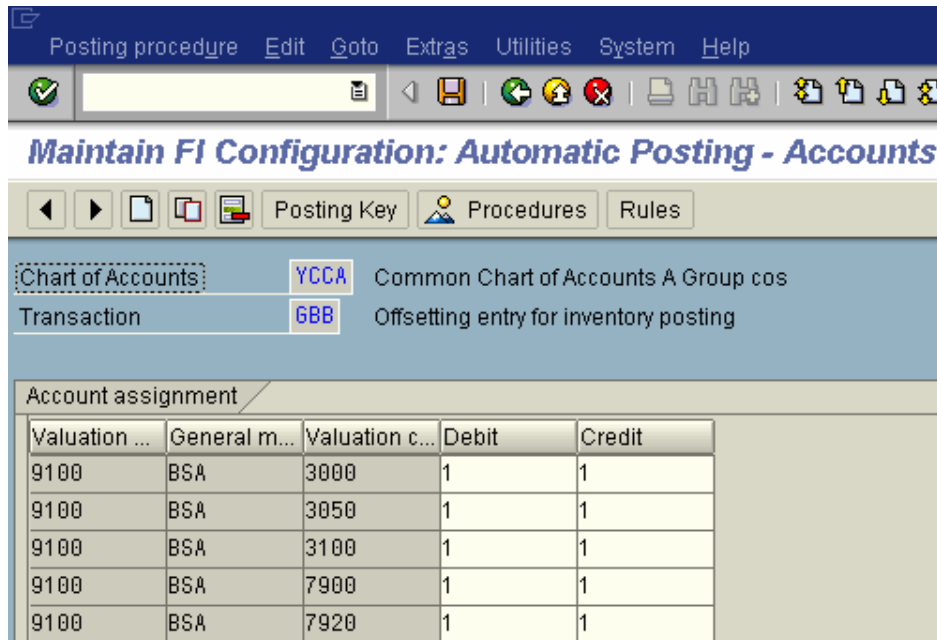 Posting procedure Edit Goto Extras Utilities System Help
Maintain FI Configuration: Automatic Posting - Accounts
Posting Key Procedures Rules
Chart of Accounts YCCA Common Chart of Accounts A Group cos
Transaction GBB Offsetting entry for inventory posting
Account assignment
Valuation ... General m... Valuation c... Debit Credit
9100 BSA 3000 1 1
9100 BSA 3050 1 1
9100 BSA 3100 1 1
9100 BSA 7900 1 1
9100 BSA 7920 1 1